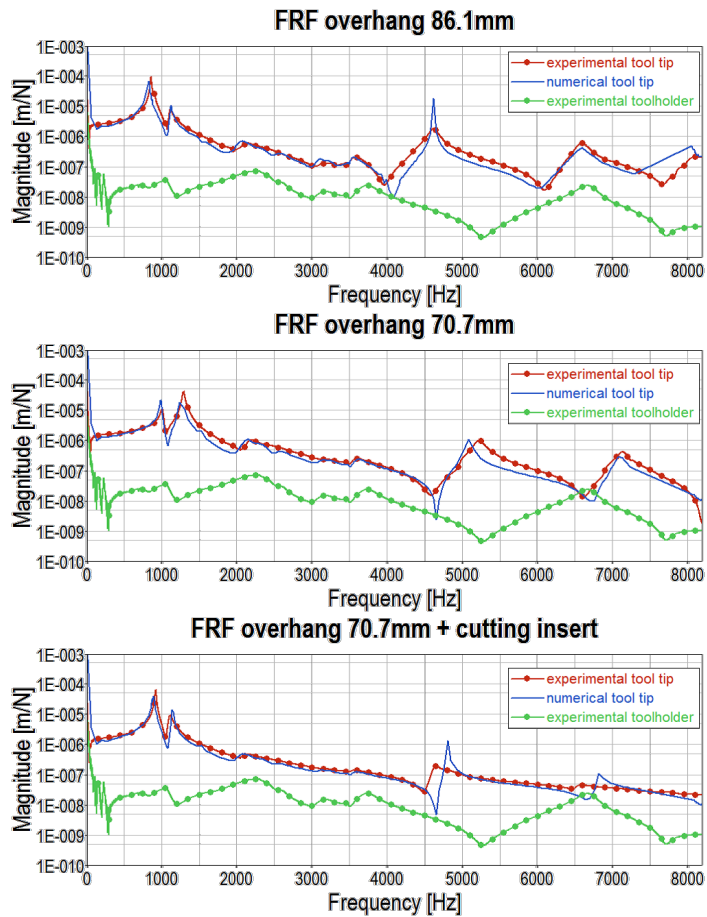 FRF overhang 86.1mm
Magnitude [m/N]
1E-003
1E-004
1E-005
1E-006
1E-007
1E-008
1E-009
1E-010
experimental tool tip
numerical tool tip
experimental toolholder
0 1000 2000 3000 4000 5000 6000 7000 8000
Frequency [Hz]
FRF overhang 70.7mm
Magnitude [m/N]
1E-003
1E-004
1E-005
1E-006
1E-007
1E-008
1E-009
1E-010
experimental tool tip
numerical tool tip
experimental toolholder
0 1000 2000 3000 4000 5000 6000 7000 8000
Frequency [Hz]
FRF overhang 70.7mm + cutting insert
Magnitude [m/N]
1E-003
1E-004
1E-005
1E-006
1E-007
1E-008
1E-009
1E-010
experimental tool tip
numerical tool tip
experimental toolholder
0 1000 2000 3000 4000 5000 6000 7000 8000
Frequency [Hz]